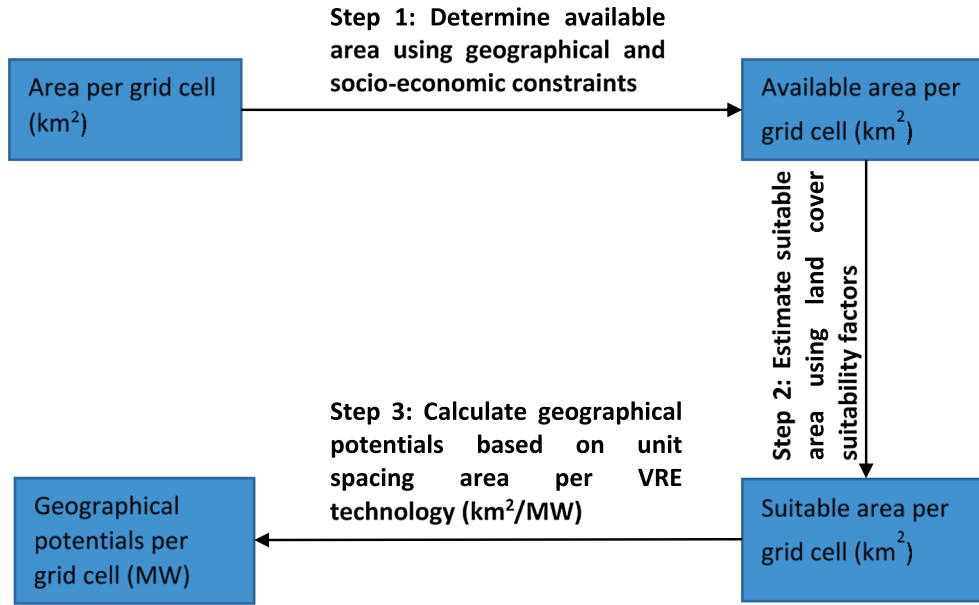 Step 1: Determine available
area using geographical and
socio-economic constraints
Area per grid cell
(km²)
Available area per
grid cell (km²)
Step 2: Estimate suitable
area using land cover
suitability factors
Step 3: Calculate geographical
potentials based on unit
spacing area per VRE
technology (km²/MW)
Suitable area per
grid cell (km²)
Geographical
potentials per
grid cell (MW)